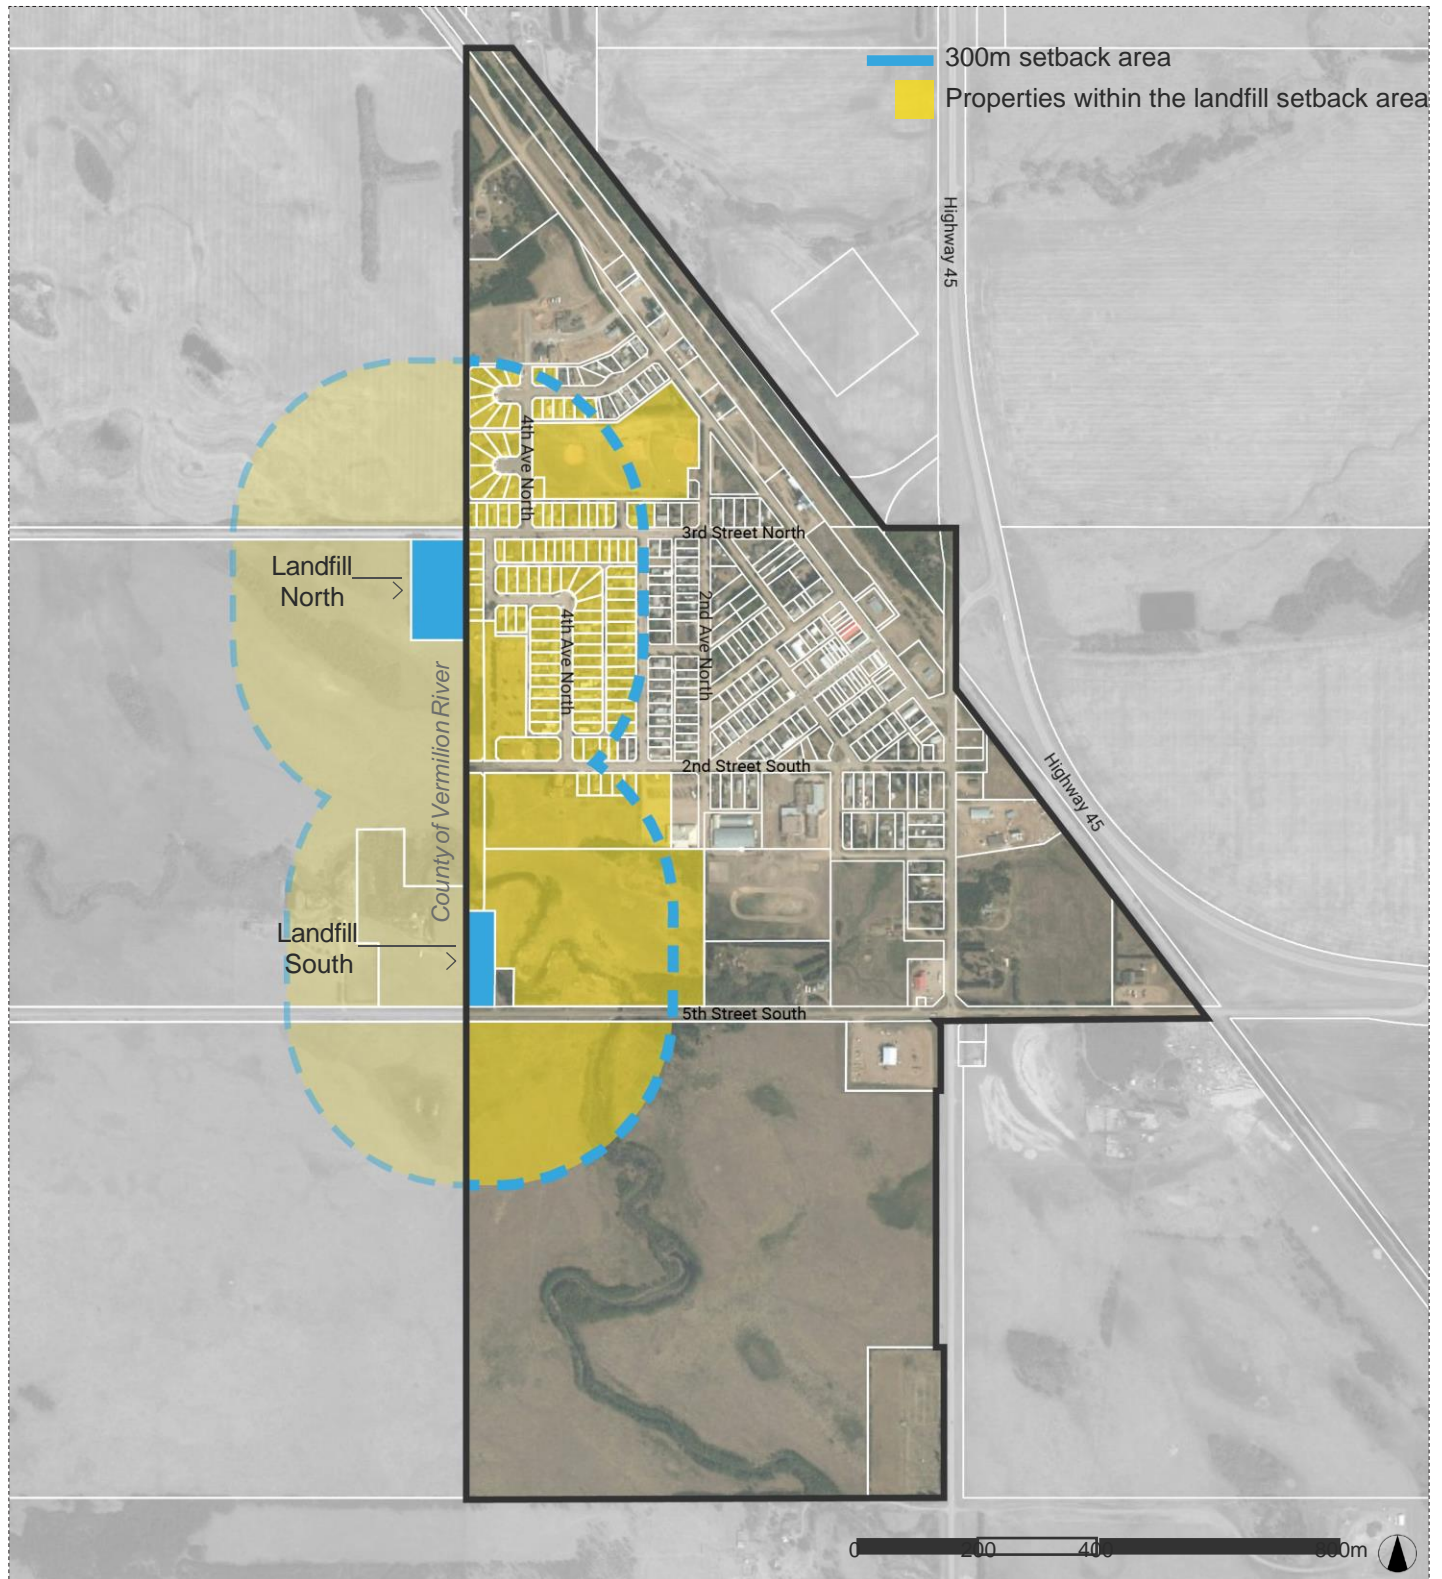 300m setback area
Properties within the landfill setback area
Highway 45
4th Ave North
3rd Street North
Landfill
North
2nd Ave North
4th Ave North
County of Vermilion River
2nd Street South
Highway 45
Landfill
South
5th Street South
0 200 400 800m